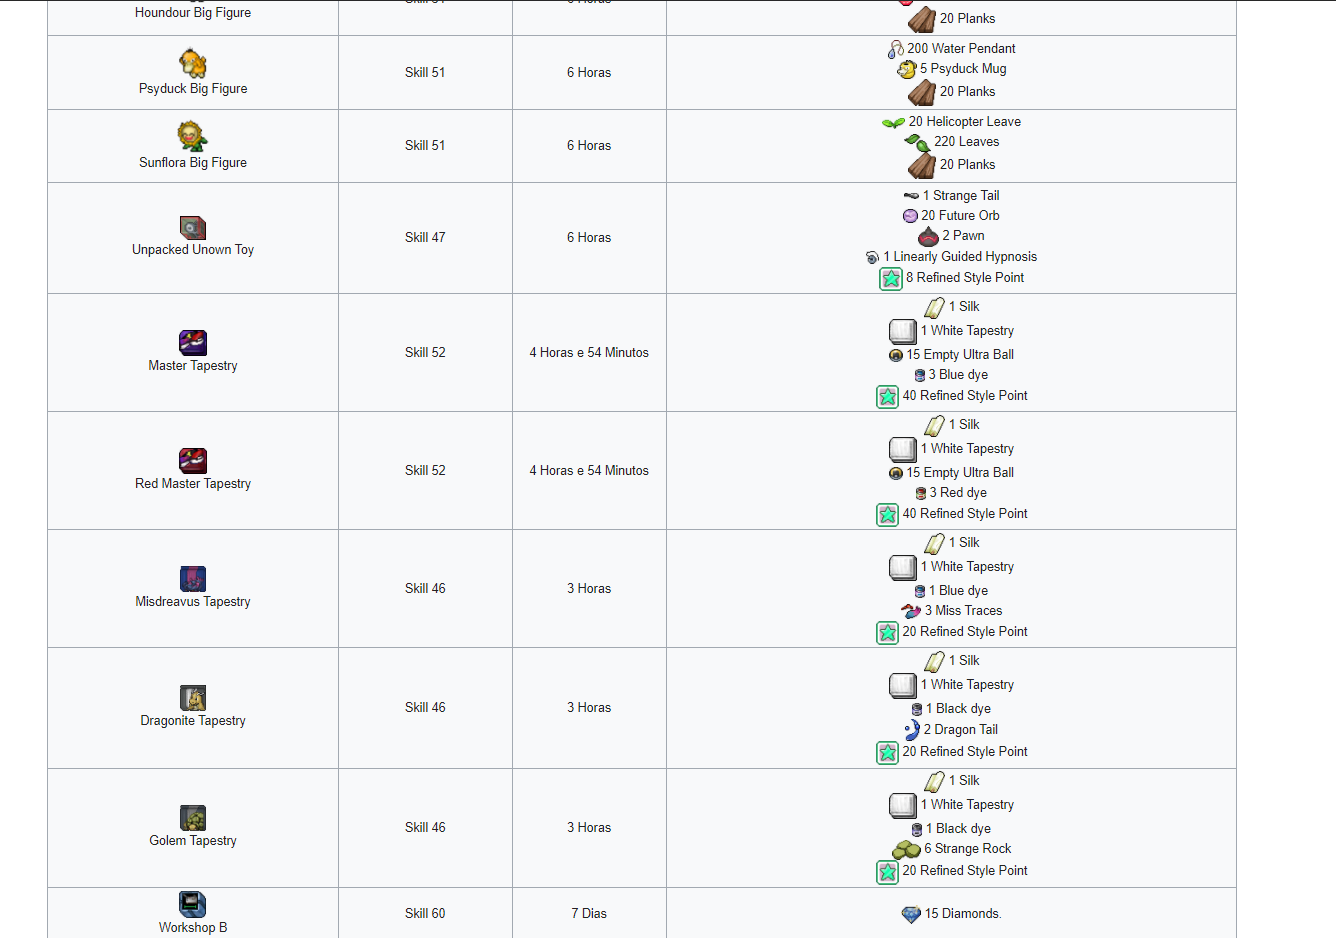 Houndour Big Figure
20 Planks
Psyduck Big Figure
Skill 51
6 Horas
200 Water Pendant
5 Psyduck Mug
20 Planks
Sunflora Big Figure
Skill 51
6 Horas
20 Helicopter Leave
220 Leaves
20 Planks
Unpacked Unown Toy
Skill 47
6 Horas
1 Strange Tail
20 Future Orb
2 Pawn
1 Linearly Guided Hypnosis
8 Refined Style Point
Master Tapestry
Skill 52
4 Horas e 54 Minutos
1 Silk
1 White Tapestry
15 Empty Ultra Ball
3 Blue dye
40 Refined Style Point
Red Master Tapestry
Skill 52
4 Horas e 54 Minutos
1 Silk
1 White Tapestry
15 Empty Ultra Ball
3 Red dye
40 Refined Style Point
Misdreavus Tapestry
Skill 46
3 Horas
1 Silk
1 White Tapestry
1 Blue dye
3 Miss Traces
20 Refined Style Point
Dragonite Tapestry
Skill 46
3 Horas
1 Silk
1 White Tapestry
1 Black dye
2 Dragon Tail
20 Refined Style Point
Golem Tapestry
Skill 46
3 Horas
1 Silk
1 White Tapestry
1 Black dye
6 Strange Rock
20 Refined Style Point
Workshop B
Skill 60
7 Dias
15 Diamonds.